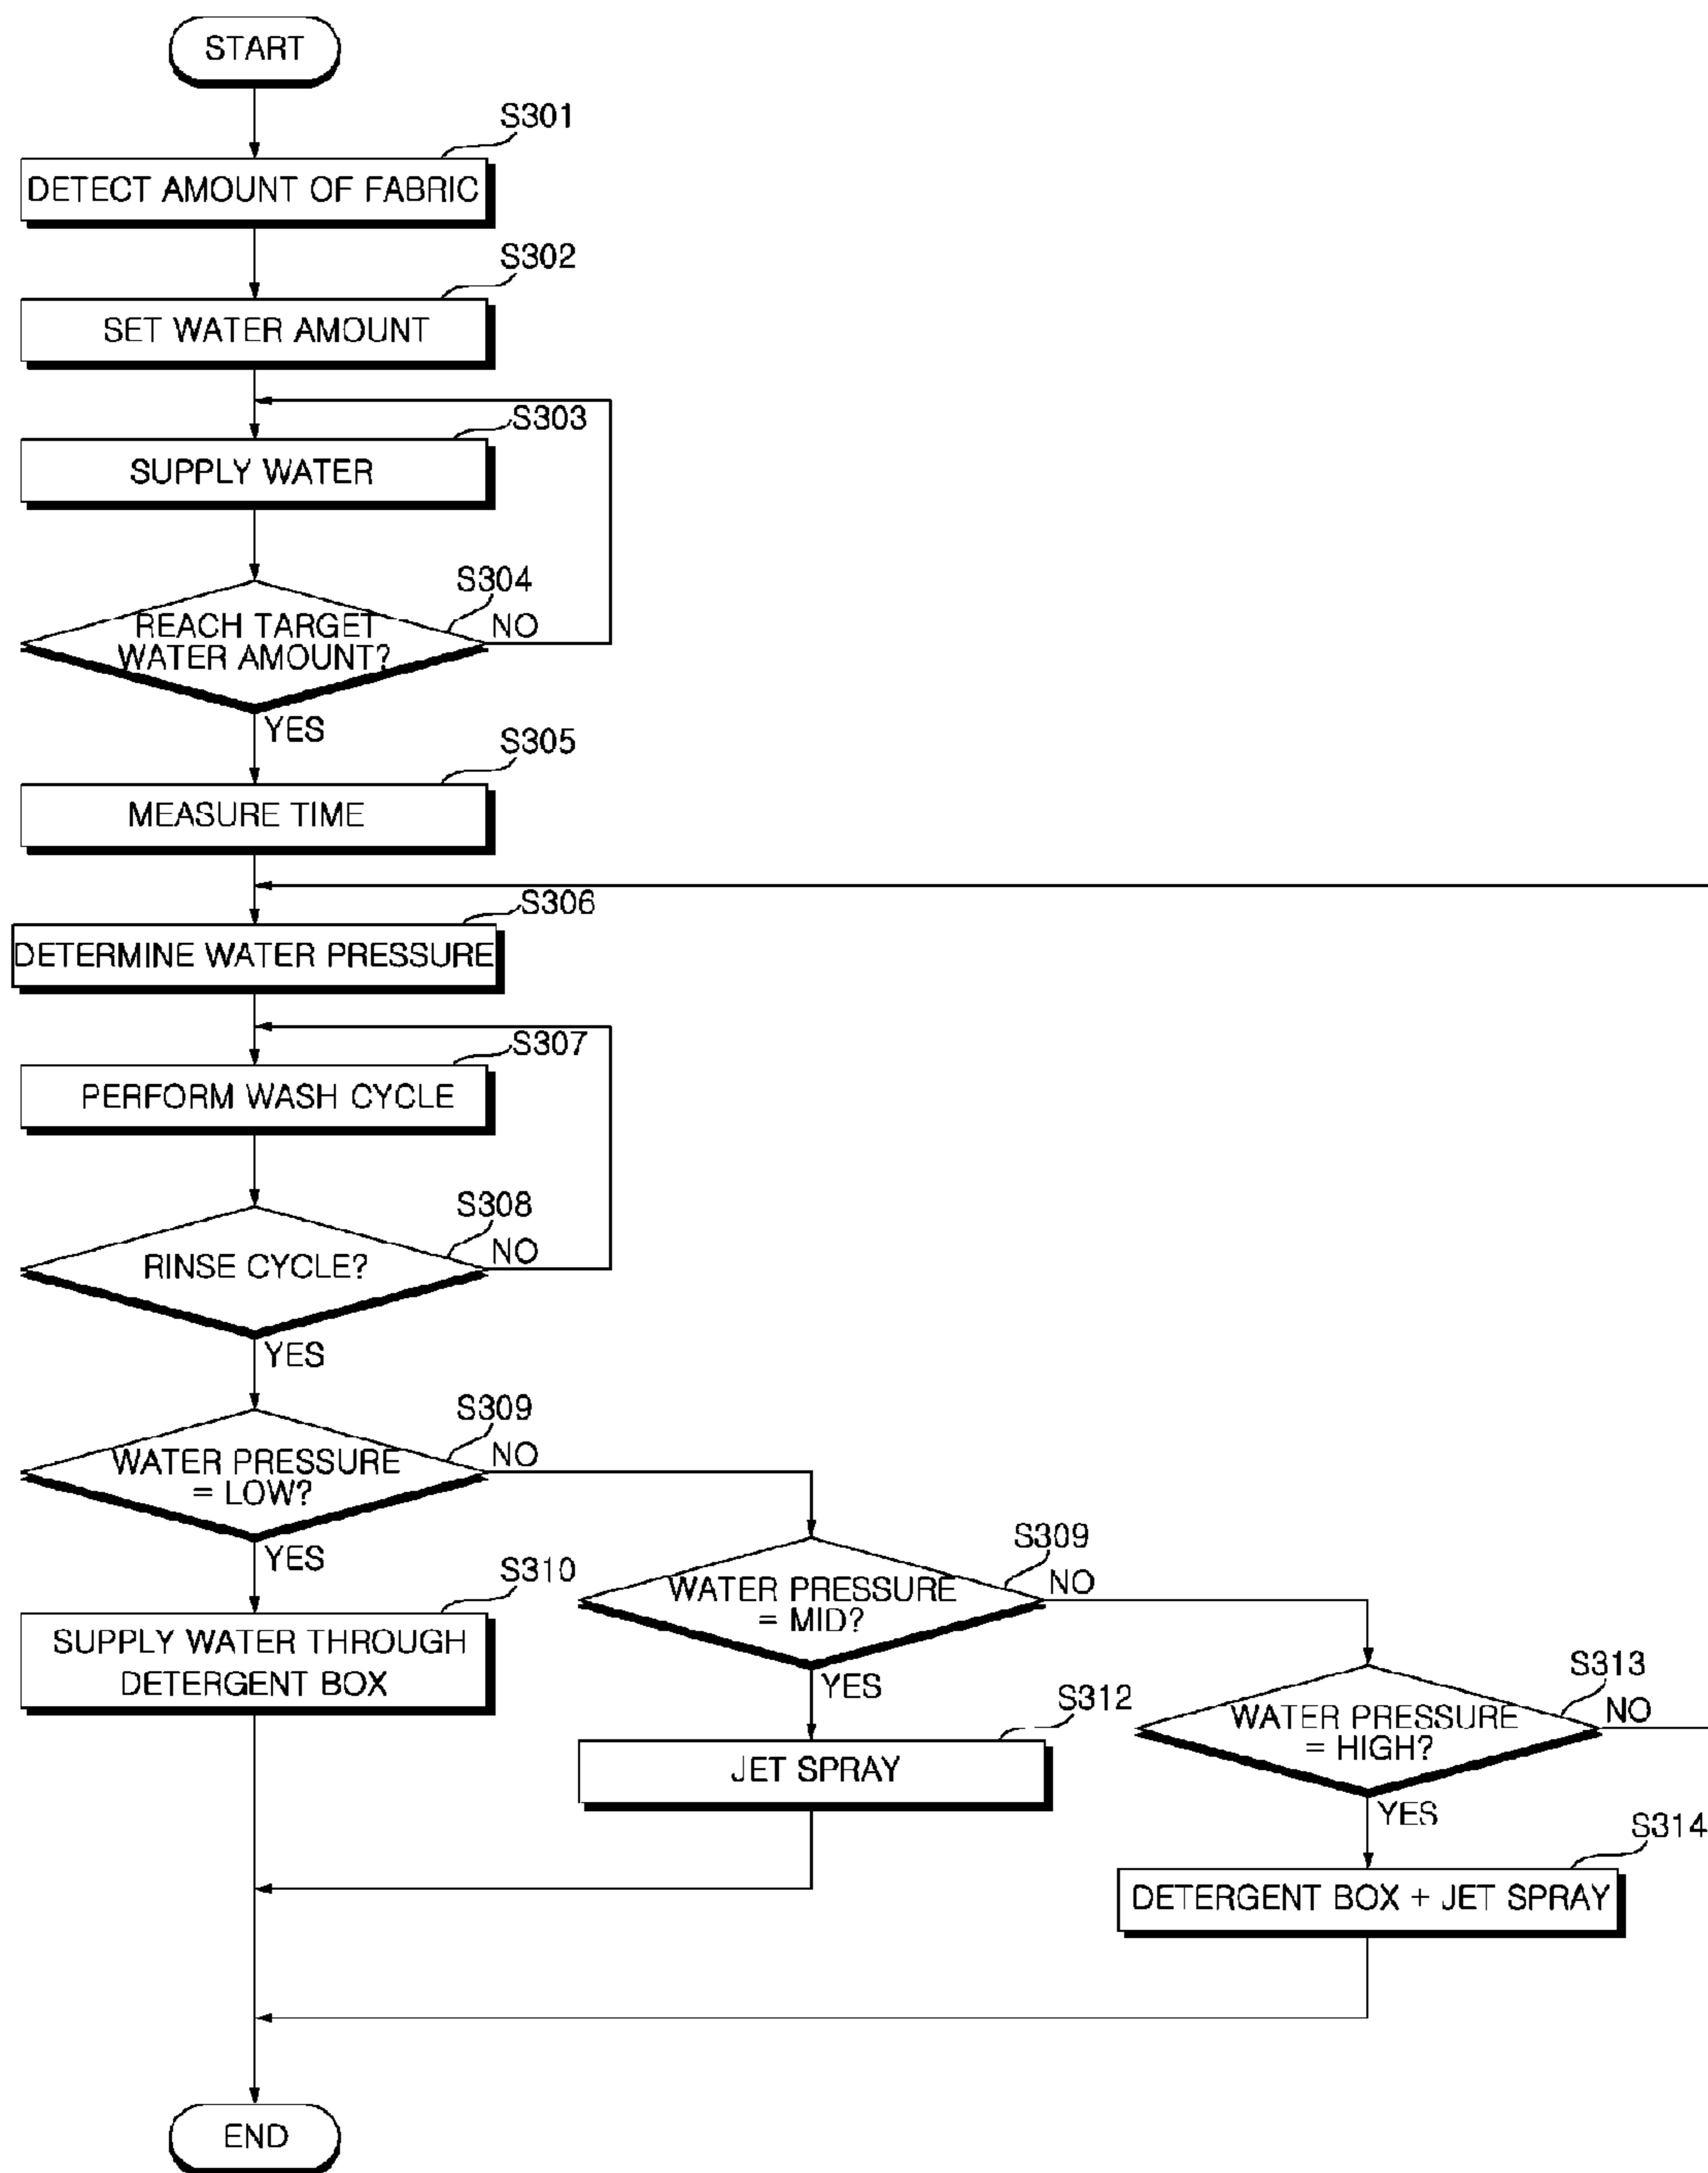 START
S301
DETECT AMOUNT OF FABRIC
S302
SET WATER AMOUNT
S303
SUPPLY WATER
S304
REACH TARGET
WATER AMOUNT?
NO
YES
S305
MEASURE TIME
S306
DETERMINE WATER PRESSURE
S307
PERFORM WASH CYCLE
S308
RINSE CYCLE?
NO
YES
S309
WATER PRESSURE
= LOW?
NO
YES
S310
SUPPLY WATER THROUGH
DETERGENT BOX
S309
WATER PRESSURE
= MID?
NO
YES
S312
JET SPRAY
S313
WATER PRESSURE
= HIGH?
NO
YES
S314
DETERGENT BOX + JET SPRAY
END